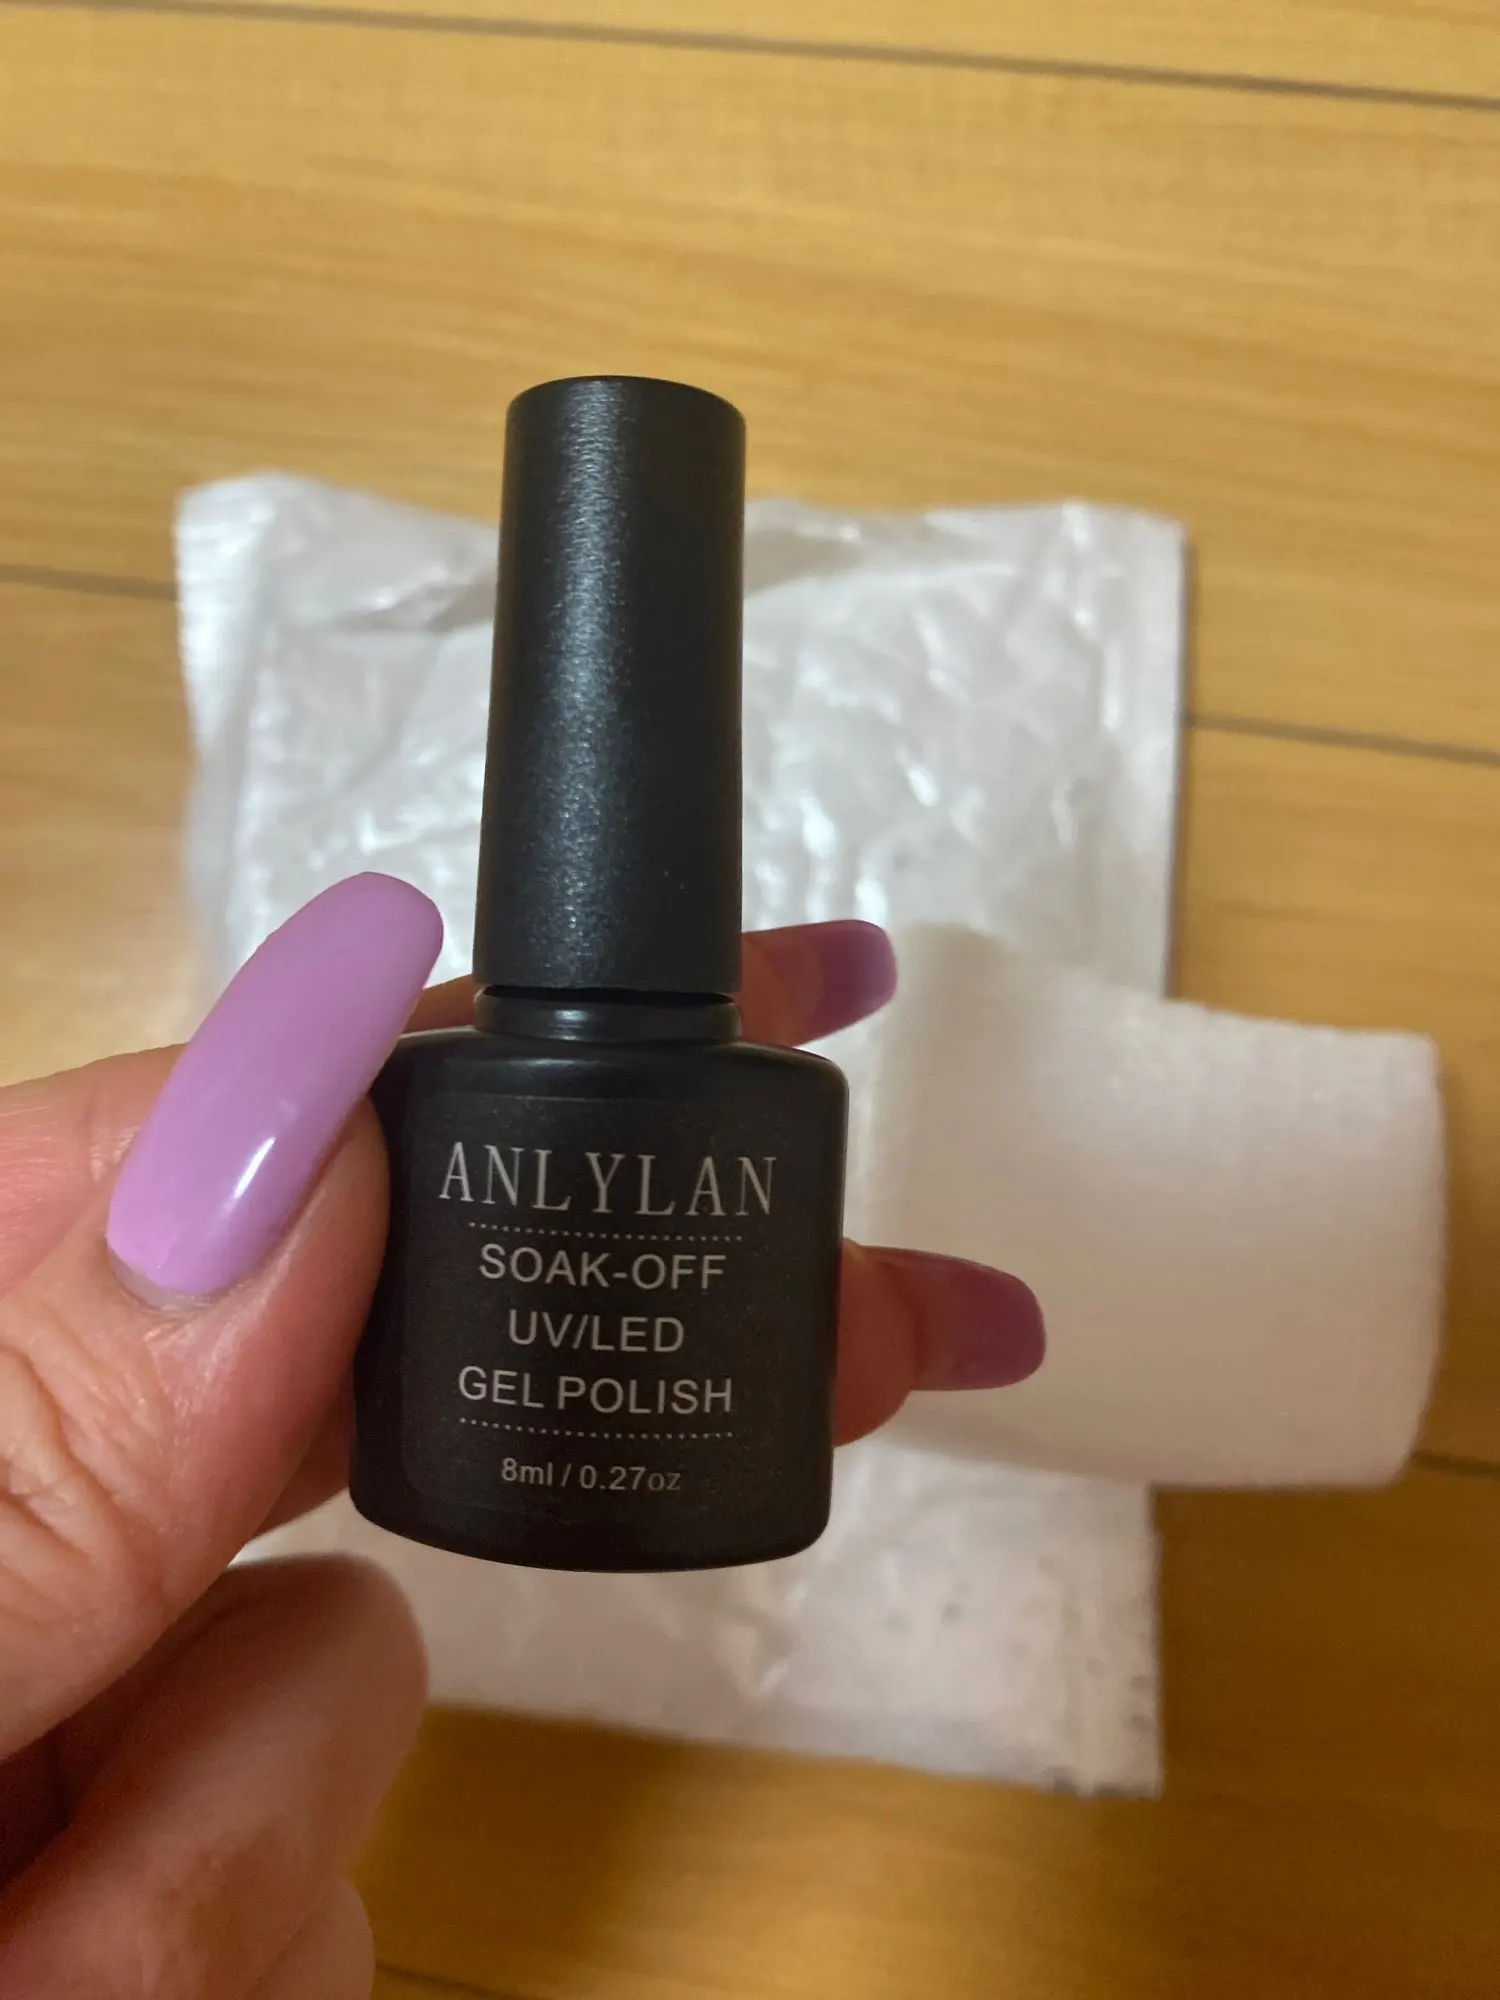 ANLYLAN
SOAK-OFF
UV/LED
GEL POLISH
8ml / 0.27oz